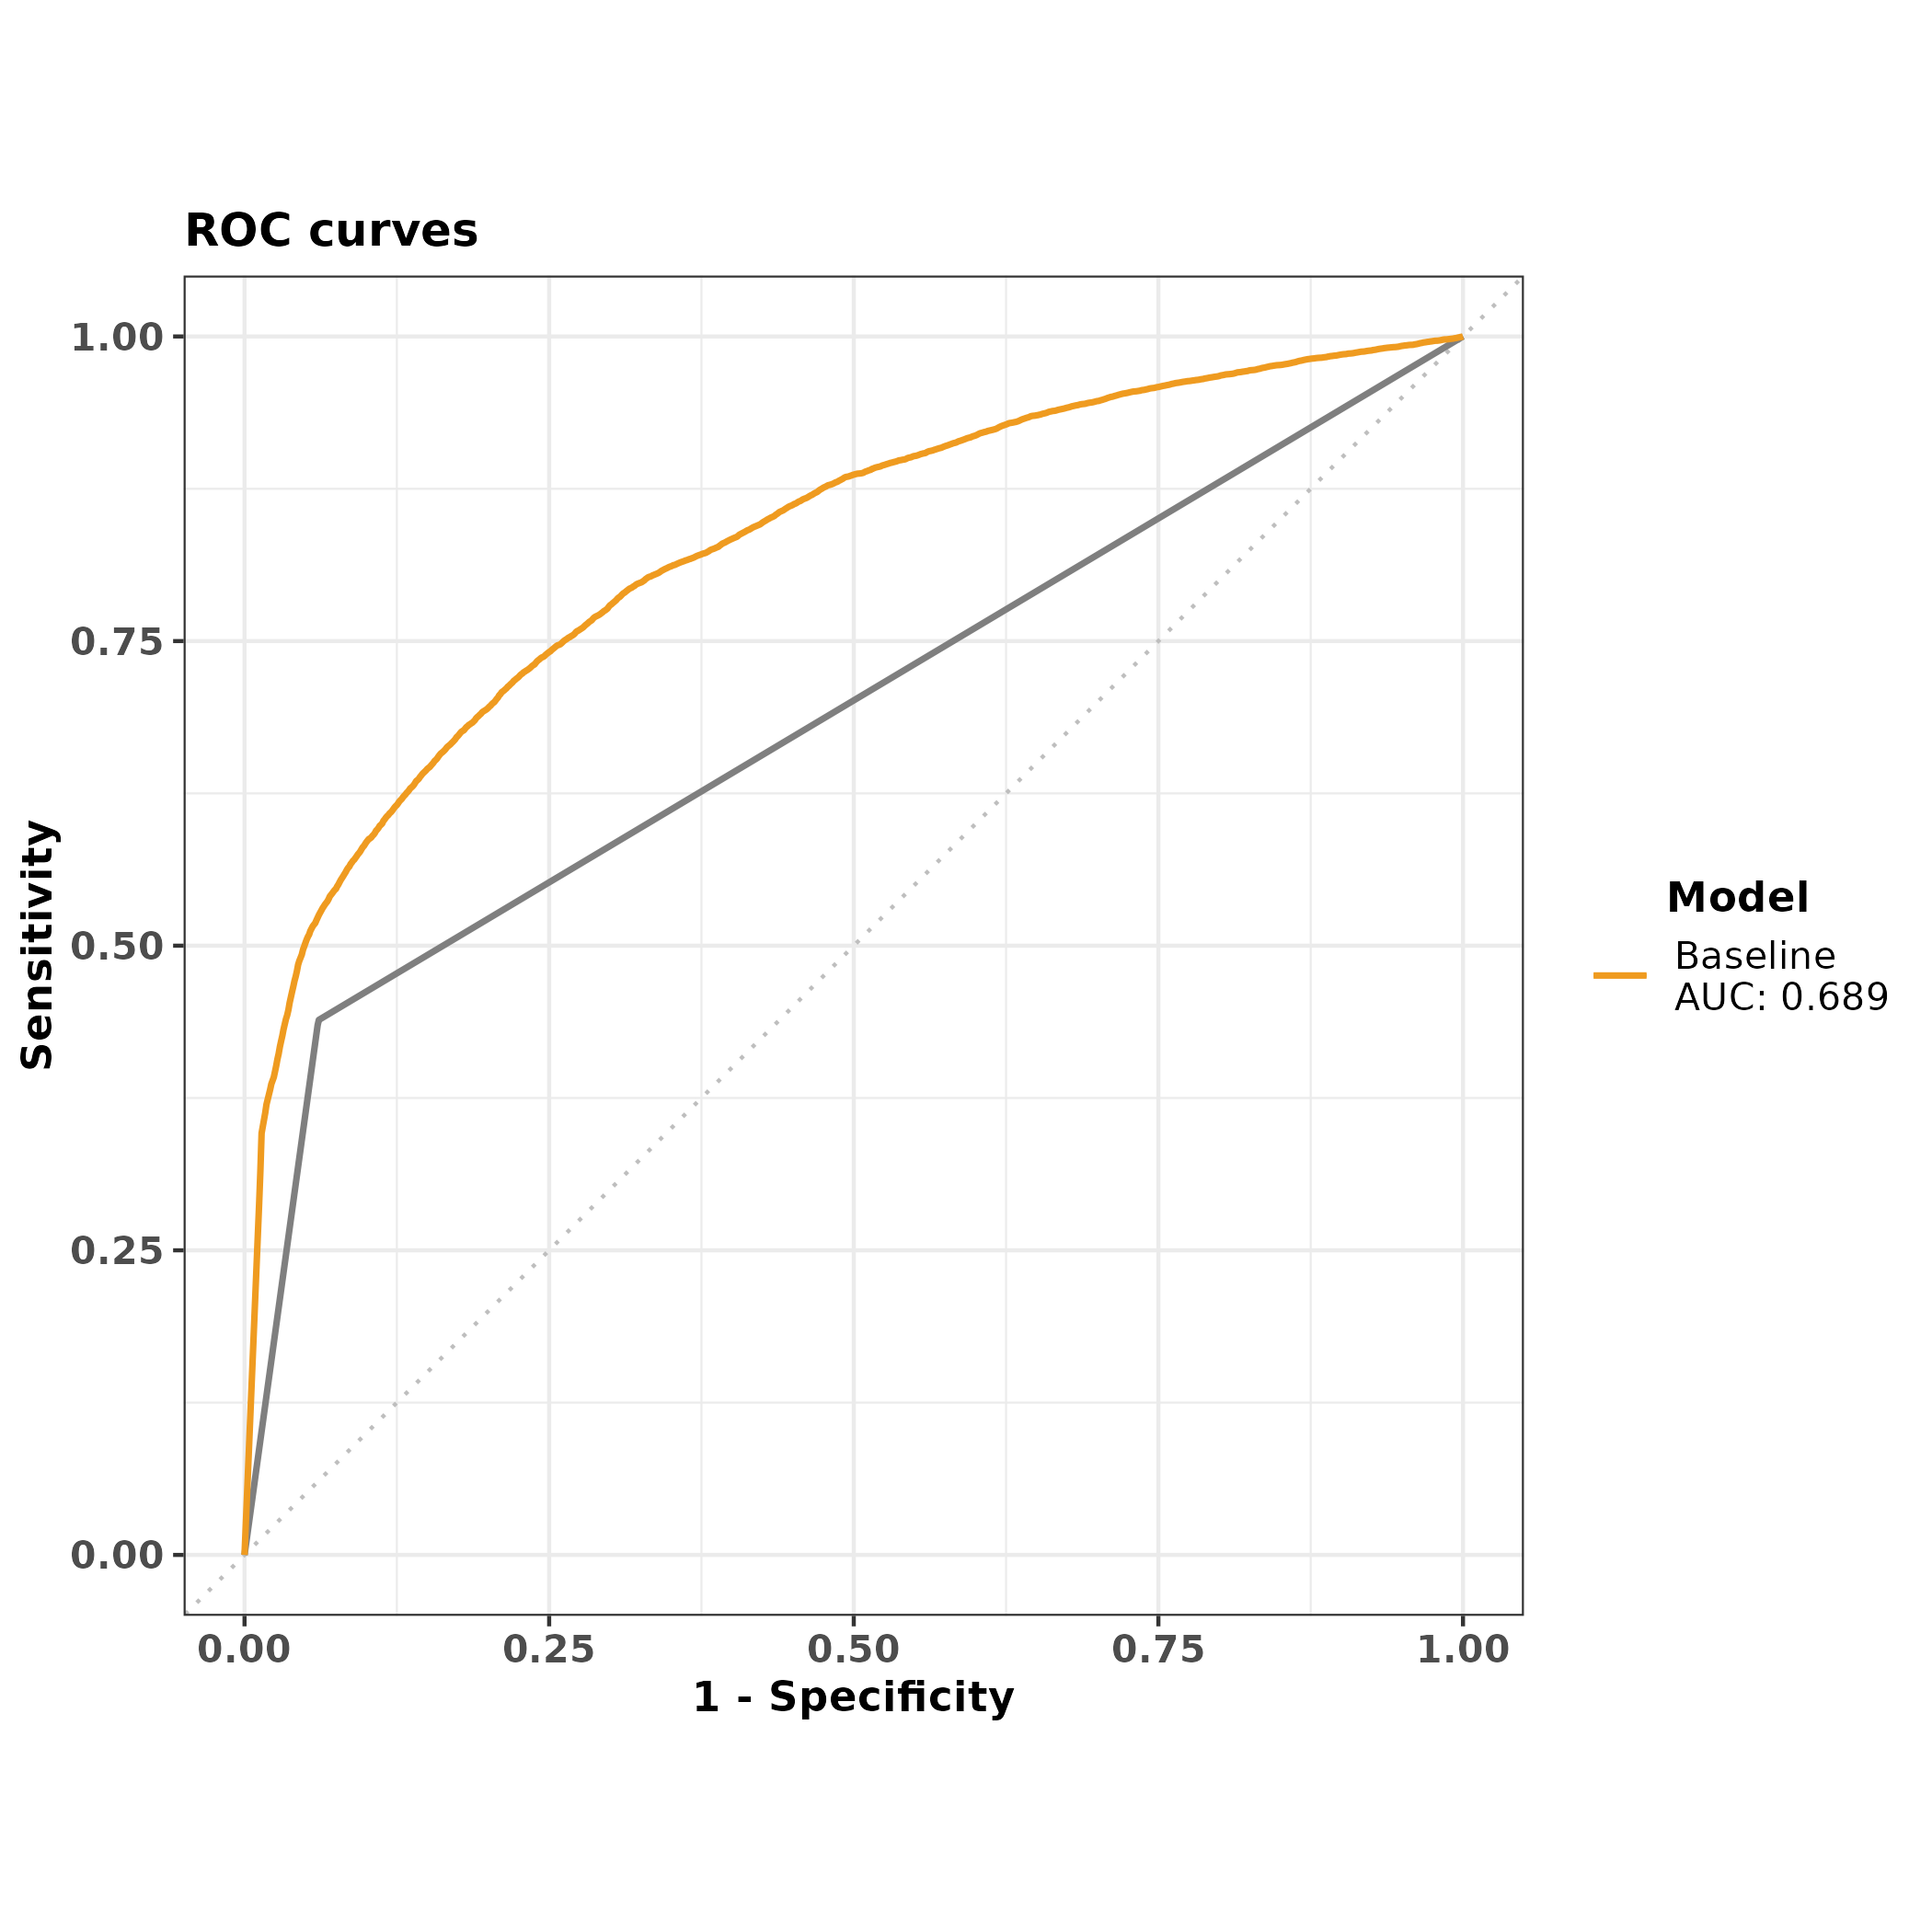 ROC curves
1.00
0.75
0.50
0.25
0.00
Sensitivity
0.00 0.25 0.50 0.75 1.00
1 - Specificity
Model
Baseline
AUC: 0.689